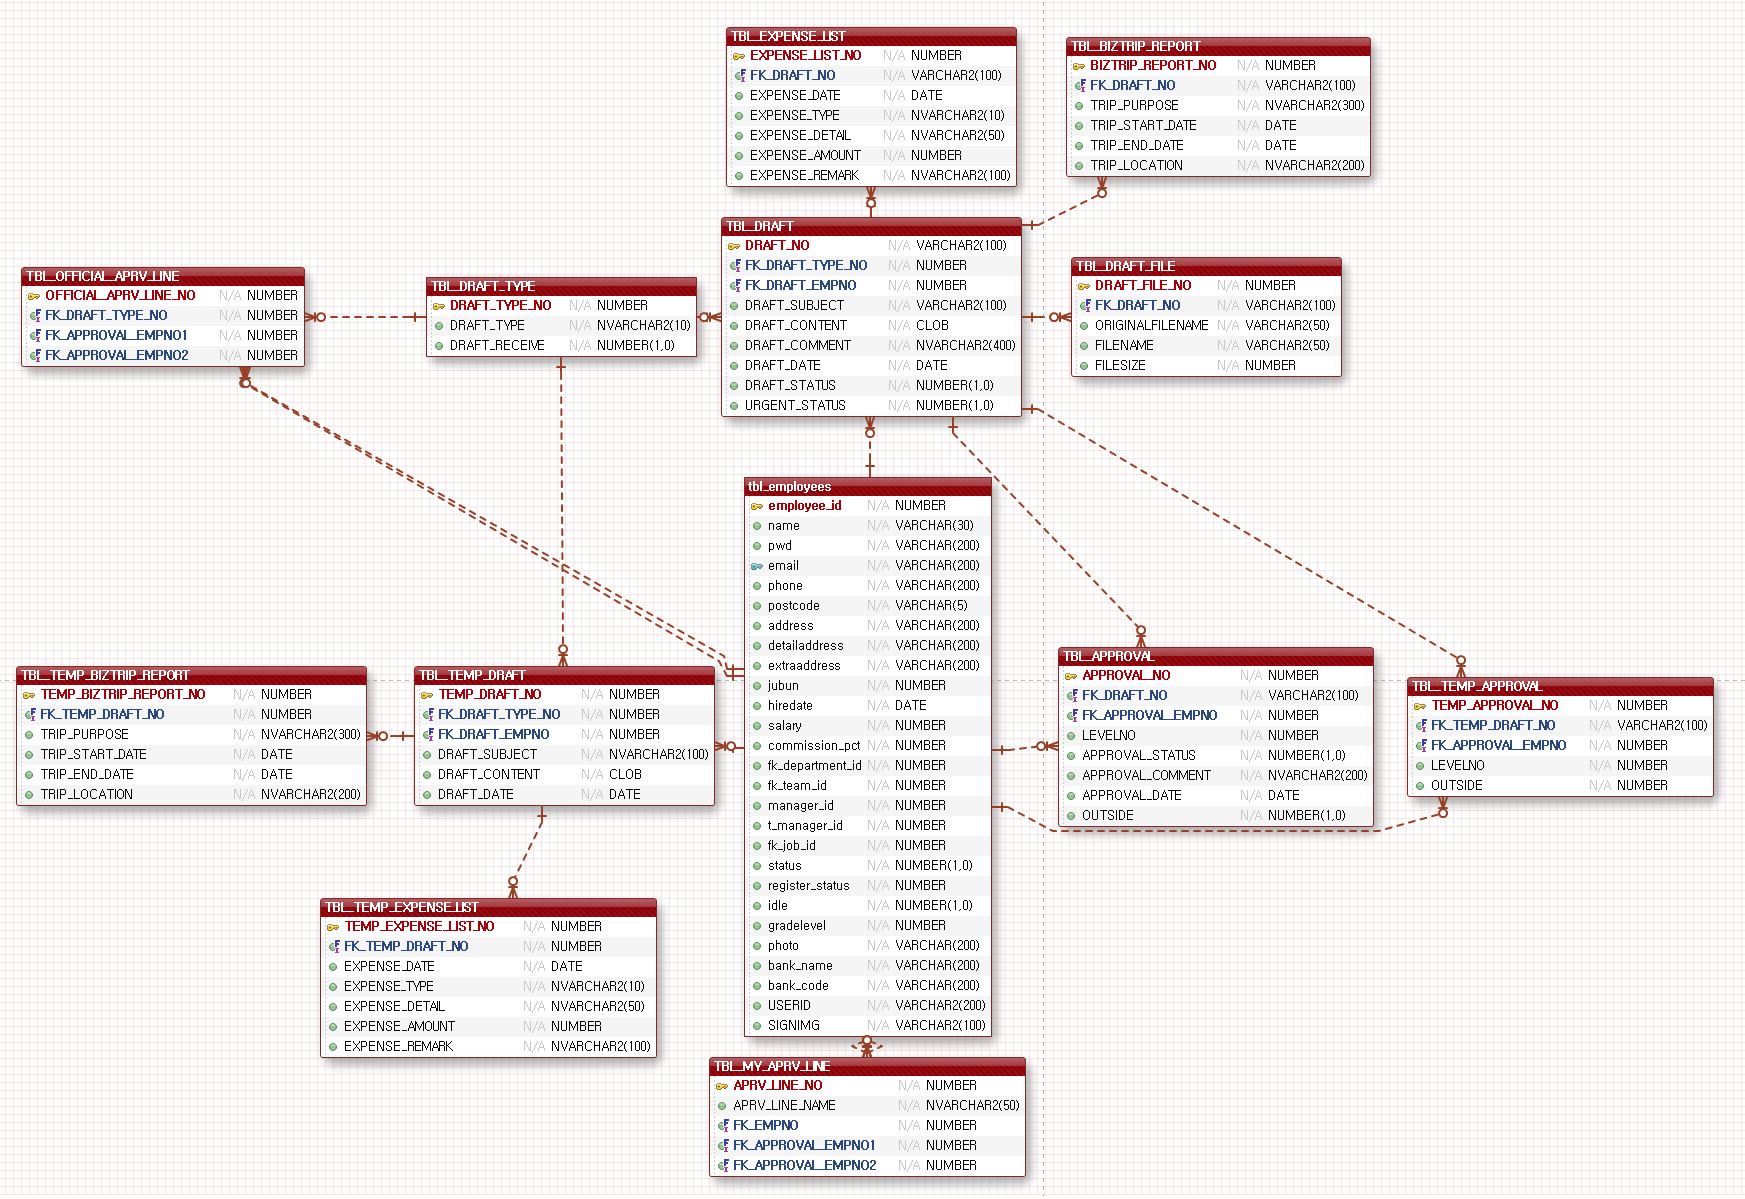 TBL_EXPENSE_LIST
EXPENSE_LIST_NO N/A NUMBER
FK_DRAFT_NO N/A VARCHAR2(100)
EXPENSE_DATE N/A DATE
EXPENSE_TYPE N/A NVARCHAR2(10)
EXPENSE_DETAIL N/A NVARCHAR2(50)
EXPENSE_AMOUNT N/A NUMBER
EXPENSE_REMARK N/A NVARCHAR2(100)
TBL_BIZTRIP_REPORT
BIZTRIP_REPORT_NO N/A NUMBER
FK_DRAFT_NO N/A VARCHAR2(100)
TRIP_PURPOSE N/A NVARCHAR2(300)
TRIP_START_DATE N/A DATE
TRIP_END_DATE N/A DATE
TRIP_LOCATION N/A NVARCHAR2(200)
TBL_OFFICIAL_APRV_LINE
OFFICIAL_APRV_LINE_NO N/A NUMBER
FK_DRAFT_TYPE_NO N/A NUMBER
FK_APPROVAL_EMPNO1 N/A NUMBER
FK_APPROVAL_EMPNO2 N/A NUMBER
TBL_DRAFT_TYPE
DRAFT_TYPE_NO N/A NUMBER
DRAFT_TYPE N/A NVARCHAR2(10)
DRAFT_RECEIVE N/A NUMBER(1,0)
TBL_DRAFT
DRAFT_NO N/A VARCHAR2(100)
FK_DRAFT_TYPE_NO N/A NUMBER
FK_DRAFT_EMPNO N/A NUMBER
DRAFT_SUBJECT N/A VARCHAR2(100)
DRAFT_CONTENT N/A CLOB
DRAFT_COMMENT N/A NVARCHAR2(400)
DRAFT_DATE N/A DATE
DRAFT_STATUS N/A NUMBER(1,0)
URGENT_STATUS N/A NUMBER(1,0)
TBL_DRAFT_FILE
DRAFT_FILE_NO N/A NUMBER
FK_DRAFT_NO N/A VARCHAR2(100)
ORIGINALFILENAME N/A VARCHAR2(50)
FILENAME N/A VARCHAR2(50)
FILESIZE N/A NUMBER
tbl_employees
employee_id N/A NUMBER
name N/A VARCHAR(30)
pwd N/A VARCHAR(200)
email N/A VARCHAR(200)
phone N/A VARCHAR(200)
postcode N/A VARCHAR(5)
address N/A VARCHAR(200)
detailaddress N/A VARCHAR(200)
extraaddress N/A VARCHAR(200)
jubun N/A NUMBER
hiredate N/A DATE
salary N/A NUMBER
commission_pct N/A NUMBER
fk_department_id N/A NUMBER
fk_team_id N/A NUMBER
manager_id N/A NUMBER
t_manager_id N/A NUMBER
fk_job_id N/A NUMBER
status N/A NUMBER(1,0)
register_status N/A NUMBER
idle N/A NUMBER(1,0)
gradelevel N/A NUMBER
photo N/A VARCHAR(200)
bank_name N/A VARCHAR(200)
bank_code N/A VARCHAR(200)
USERID N/A VARCHAR2(200)
SIGNIMG N/A VARCHAR2(100)
TBL_TEMP_BIZTRIP_REPORT
TEMP_BIZTRIP_REPORT_NO N/A NUMBER
FK_TEMP_DRAFT_NO N/A NUMBER
TRIP_PURPOSE N/A NVARCHAR2(300)
TRIP_START_DATE N/A DATE
TRIP_END_DATE N/A DATE
TRIP_LOCATION N/A NVARCHAR2(200)
TBL_TEMP_DRAFT
TEMP_DRAFT_NO N/A NUMBER
FK_DRAFT_TYPE_NO N/A NUMBER
FK_DRAFT_EMPNO N/A NUMBER
DRAFT_SUBJECT N/A NVARCHAR2(100)
DRAFT_CONTENT N/A CLOB
DRAFT_DATE N/A DATE
TBL_APPROVAL
APPROVAL_NO N/A NUMBER
FK_DRAFT_NO N/A VARCHAR2(100)
FK_APPROVAL_EMPNO N/A NUMBER
LEVELNO N/A NUMBER
APPROVAL_STATUS N/A NUMBER(1,0)
APPROVAL_COMMENT N/A NVARCHAR2(200)
APPROVAL_DATE N/A DATE
OUTSIDE N/A NUMBER(1,0)
TBL_TEMP_APPROVAL
TEMP_APPROVAL_NO N/A NUMBER
FK_TEMP_DRAFT_NO N/A VARCHAR2(100)
FK_APPROVAL_EMPNO N/A NUMBER
LEVELNO N/A NUMBER
OUTSIDE N/A NUMBER
TBL_TEMP_EXPENSE_LIST
TEMP_EXPENSE_LIST_NO N/A NUMBER
FK_TEMP_DRAFT_NO N/A NUMBER
EXPENSE_DATE N/A DATE
EXPENSE_TYPE N/A NVARCHAR2(10)
EXPENSE_DETAIL N/A NVARCHAR2(50)
EXPENSE_AMOUNT N/A NUMBER
EXPENSE_REMARK N/A NVARCHAR2(100)
TBL_MY_APRV_LINE
APRV_LINE_NO N/A NUMBER
APRV_LINE_NAME N/A NVARCHAR2(50)
FK_EMPNO N/A NUMBER
FK_APPROVAL_EMPNO1 N/A NUMBER
FK_APPROVAL_EMPNO2 N/A NUMBER